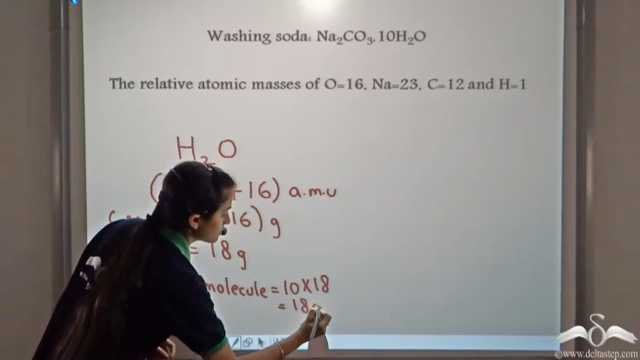 Washing soda: Na₂CO₃.10H₂O
The relative atomic masses of O=16, Na=23, C=12 and H=1
H₂O
16) a.m.u
16) g
= 18 g
molecule = 10 X 18
= 18
© www.deltastep.com